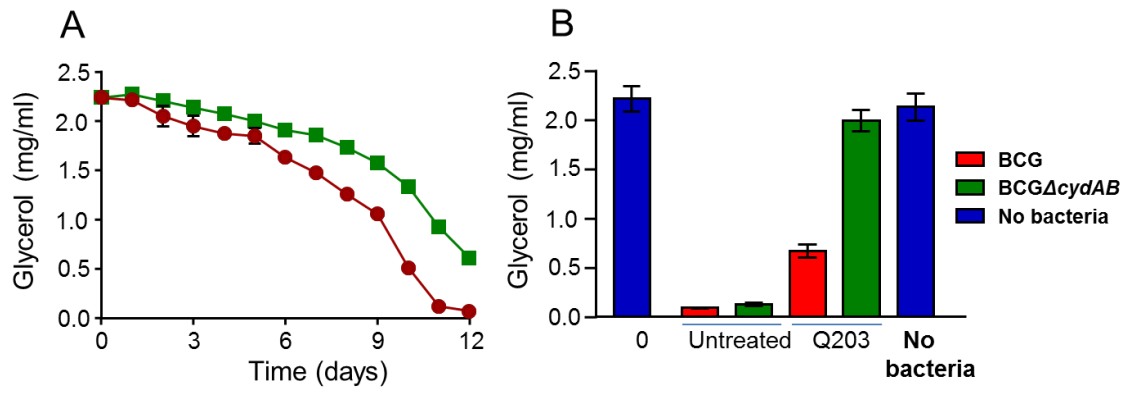 A
Glycerol (mg/ml)
2.5
2.0
1.5
1.0
0.5
0.0
0 3 6 9 12
Time (days)
B
Glycerol (mg/ml)
2.5
2.0
1.5
1.0
0.5
0.0
0 Untreated Q203 No
bacteria
BCG
BCGΔcydAB
No bacteria